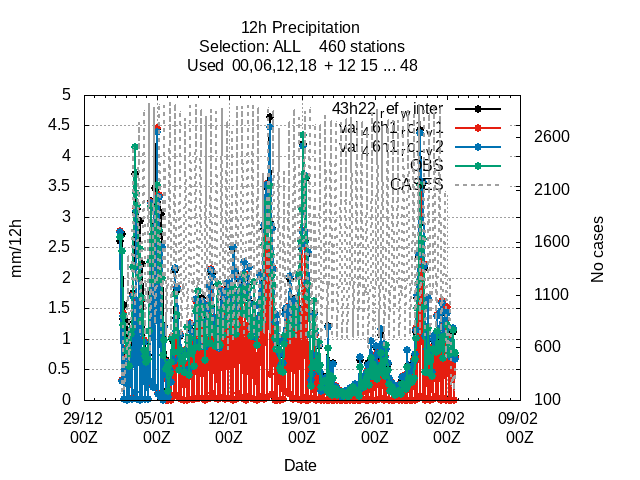 12h Precipitation
Selection: ALL 460 stations
Used 00,06,12,18 + 12 15 ... 48
5
4.5
4
3.5
3
2.5
2
1.5
1
0.5
0
mm/12h
43h22_ref_winter
val_46h1_rcl_v1
val_46h1_rcl_v2
OBS
CASES
2600
2100
1600
1100
600
100
No cases
29/12 05/01 12/01 19/01 26/01 02/02 09/02
00Z 00Z 00Z 00Z 00Z 00Z 00Z
Date